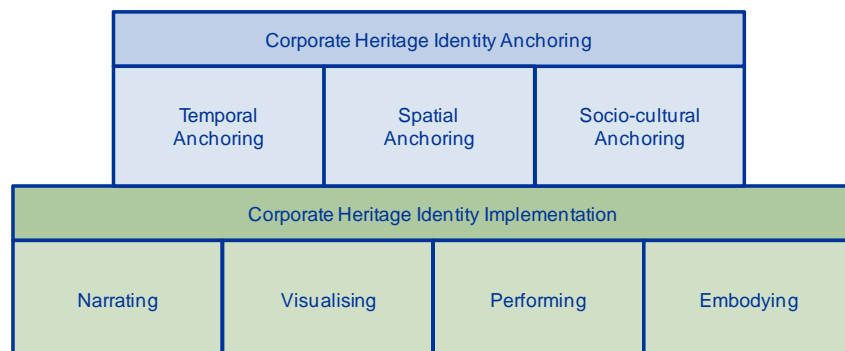 Corporate Heritage Identity Anchoring
Temporal
Anchoring
Spatial
Anchoring
Socio-cultural
Anchoring
Corporate Heritage Identity Implementation
Narrating
Visualising
Performing
Embodying